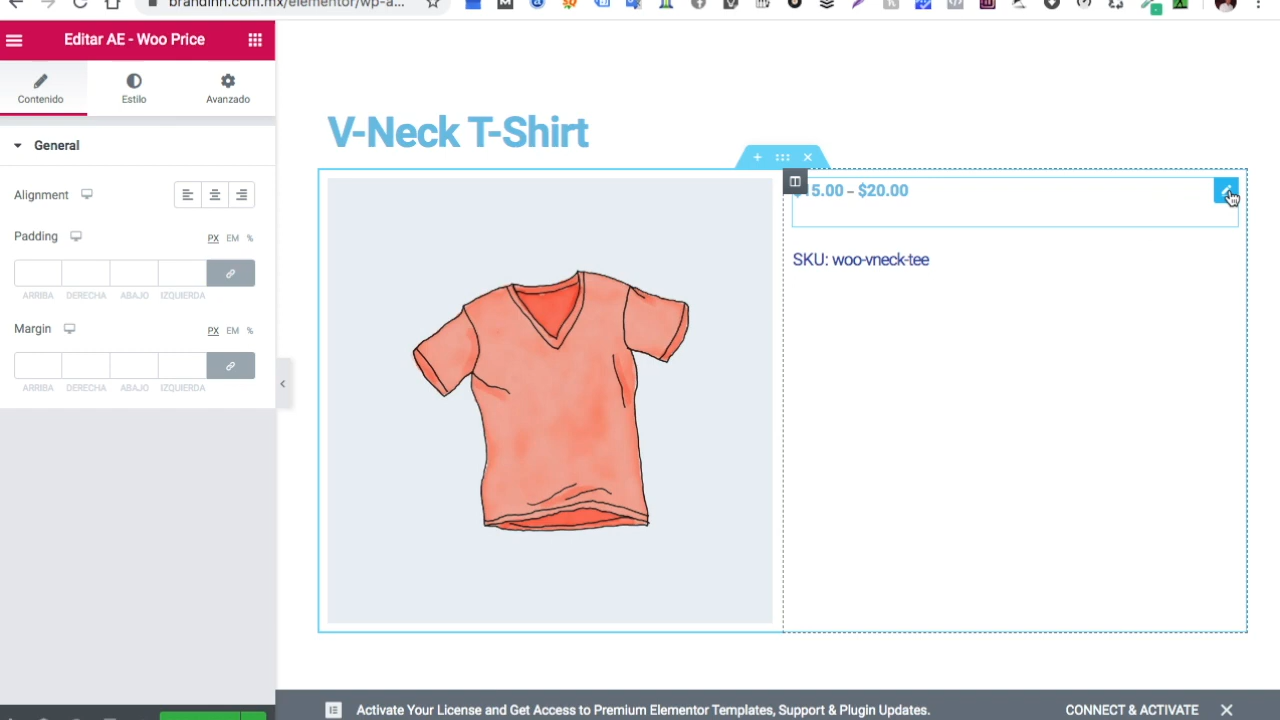 brandinn.com.mx/elementor/wp-a...
Editar AE - Woo Price
Contenido
Estilo
Avanzado
General
Alignment
Padding
PX EM %
ARRIBA DERECHA ABAJO IZQUIERDA
Margin
PX EM %
ARRIBA DERECHA ABAJO IZQUIERDA
V-Neck T-Shirt
15.00 – $20.00
SKU: woo-vneck-tee
Activate Your License and Get Access to Premium Elementor Templates, Support & Plugin Updates.
CONNECT & ACTIVATE